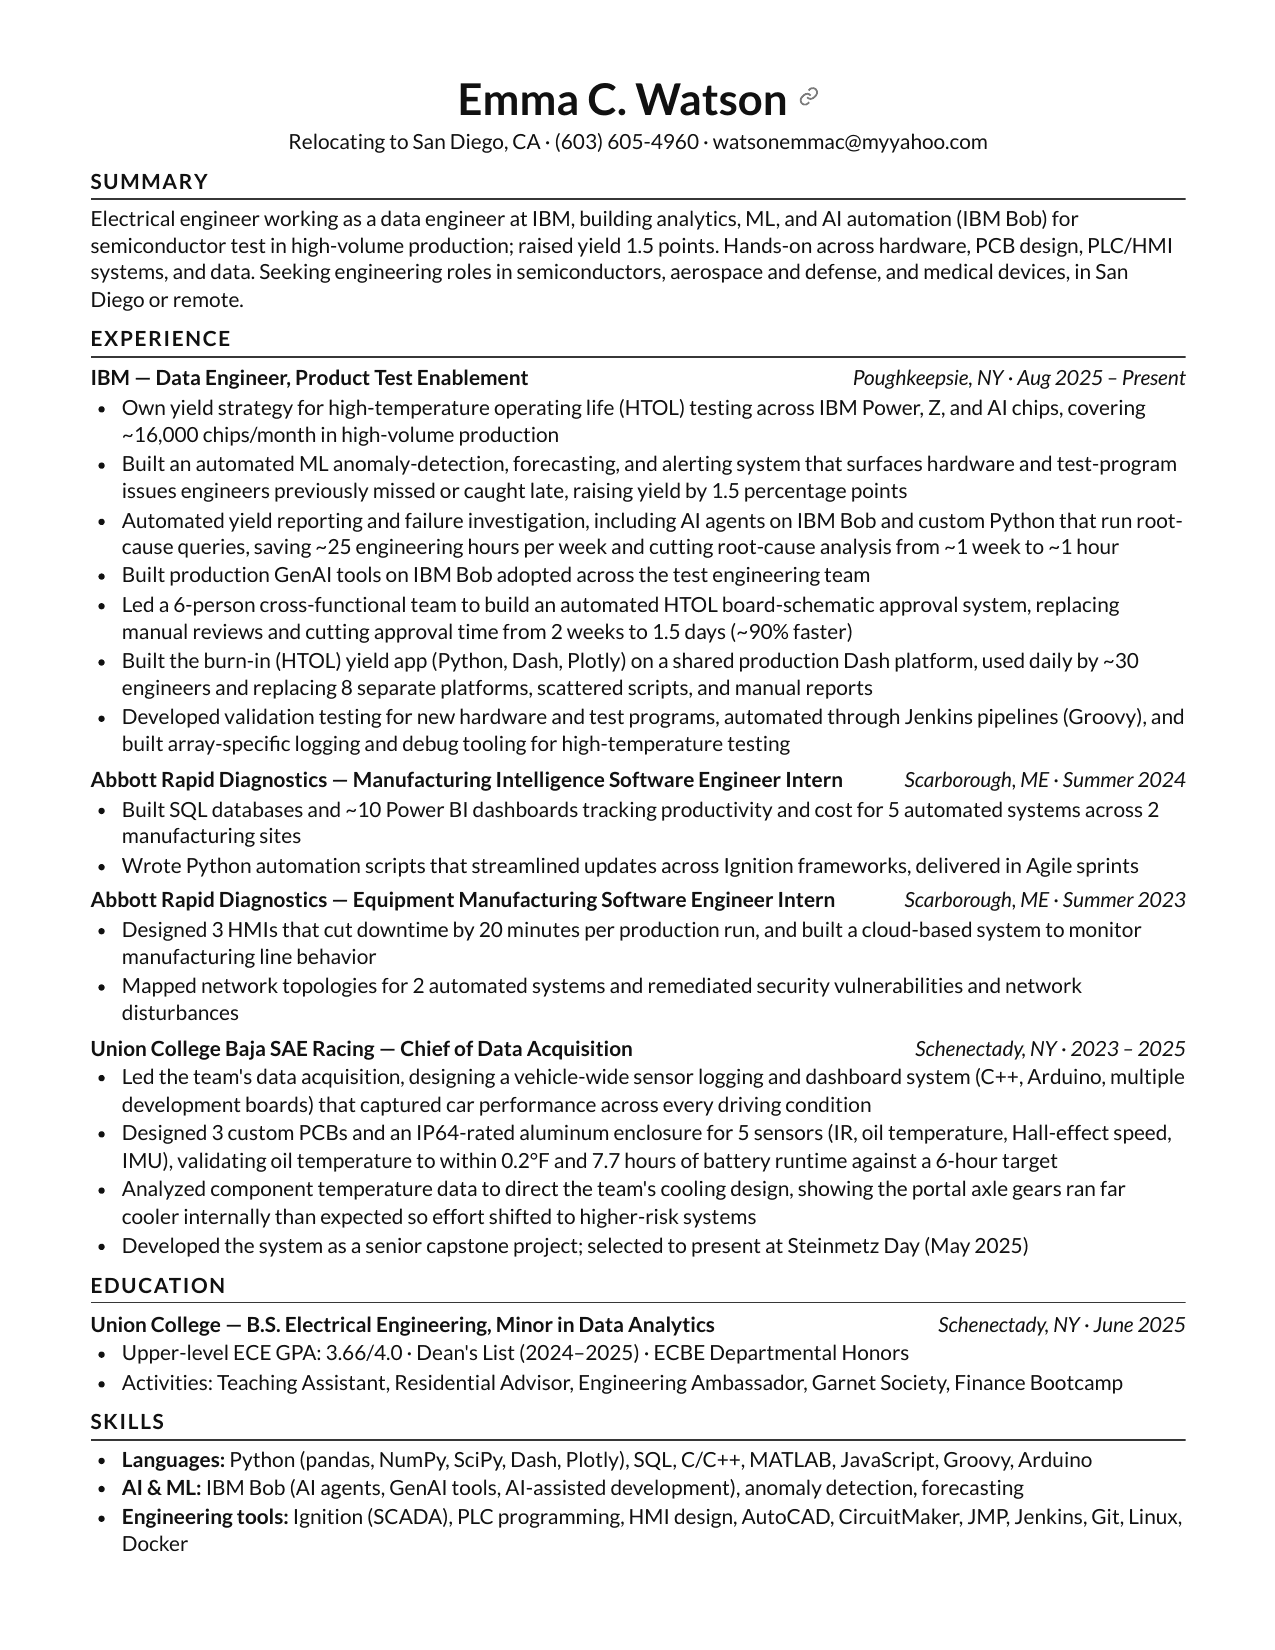 Emma C. Watson
Relocating to San Diego, CA · (603) 605-4960 · watsonemmac@myyahoo.com
SUMMARY
Electrical engineer working as a data engineer at IBM, building analytics, ML, and AI automation (IBM Bob) for
semiconductor test in high-volume production; raised yield 1.5 points. Hands-on across hardware, PCB design, PLC/HMI
systems, and data. Seeking engineering roles in semiconductors, aerospace and defense, and medical devices, in San
Diego or remote.
EXPERIENCE
IBM — Data Engineer, Product Test Enablement Poughkeepsie, NY · Aug 2025 – Present
• Own yield strategy for high-temperature operating life (HTOL) testing across IBM Power, Z, and AI chips, covering
~16,000 chips/month in high-volume production
• Built an automated ML anomaly-detection, forecasting, and alerting system that surfaces hardware and test-program
issues engineers previously missed or caught late, raising yield by 1.5 percentage points
• Automated yield reporting and failure investigation, including AI agents on IBM Bob and custom Python that run root-
cause queries, saving ~25 engineering hours per week and cutting root-cause analysis from ~1 week to ~1 hour
• Built production GenAI tools on IBM Bob adopted across the test engineering team
• Led a 6-person cross-functional team to build an automated HTOL board-schematic approval system, replacing
manual reviews and cutting approval time from 2 weeks to 1.5 days (~90% faster)
• Built the burn-in (HTOL) yield app (Python, Dash, Plotly) on a shared production Dash platform, used daily by ~30
engineers and replacing 8 separate platforms, scattered scripts, and manual reports
• Developed validation testing for new hardware and test programs, automated through Jenkins pipelines (Groovy), and
built array-specific logging and debug tooling for high-temperature testing
Abbott Rapid Diagnostics — Manufacturing Intelligence Software Engineer Intern Scarborough, ME · Summer 2024
• Built SQL databases and ~10 Power BI dashboards tracking productivity and cost for 5 automated systems across 2
manufacturing sites
• Wrote Python automation scripts that streamlined updates across Ignition frameworks, delivered in Agile sprints
Abbott Rapid Diagnostics — Equipment Manufacturing Software Engineer Intern Scarborough, ME · Summer 2023
• Designed 3 HMIs that cut downtime by 20 minutes per production run, and built a cloud-based system to monitor
manufacturing line behavior
• Mapped network topologies for 2 automated systems and remediated security vulnerabilities and network
disturbances
Union College Baja SAE Racing — Chief of Data Acquisition Schenectady, NY · 2023 – 2025
• Led the team's data acquisition, designing a vehicle-wide sensor logging and dashboard system (C++, Arduino, multiple
development boards) that captured car performance across every driving condition
• Designed 3 custom PCBs and an IP64-rated aluminum enclosure for 5 sensors (IR, oil temperature, Hall-effect speed,
IMU), validating oil temperature to within 0.2°F and 7.7 hours of battery runtime against a 6-hour target
• Analyzed component temperature data to direct the team's cooling design, showing the portal axle gears ran far
cooler internally than expected so effort shifted to higher-risk systems
• Developed the system as a senior capstone project; selected to present at Steinmetz Day (May 2025)
EDUCATION
Union College — B.S. Electrical Engineering, Minor in Data Analytics Schenectady, NY · June 2025
• Upper-level ECE GPA: 3.66/4.0 · Dean's List (2024–2025) · ECBE Departmental Honors
• Activities: Teaching Assistant, Residential Advisor, Engineering Ambassador, Garnet Society, Finance Bootcamp
SKILLS
• Languages: Python (pandas, NumPy, SciPy, Dash, Plotly), SQL, C/C++, MATLAB, JavaScript, Groovy, Arduino
• AI & ML: IBM Bob (AI agents, GenAI tools, AI-assisted development), anomaly detection, forecasting
• Engineering tools: Ignition (SCADA), PLC programming, HMI design, AutoCAD, CircuitMaker, JMP, Jenkins, Git, Linux,
Docker